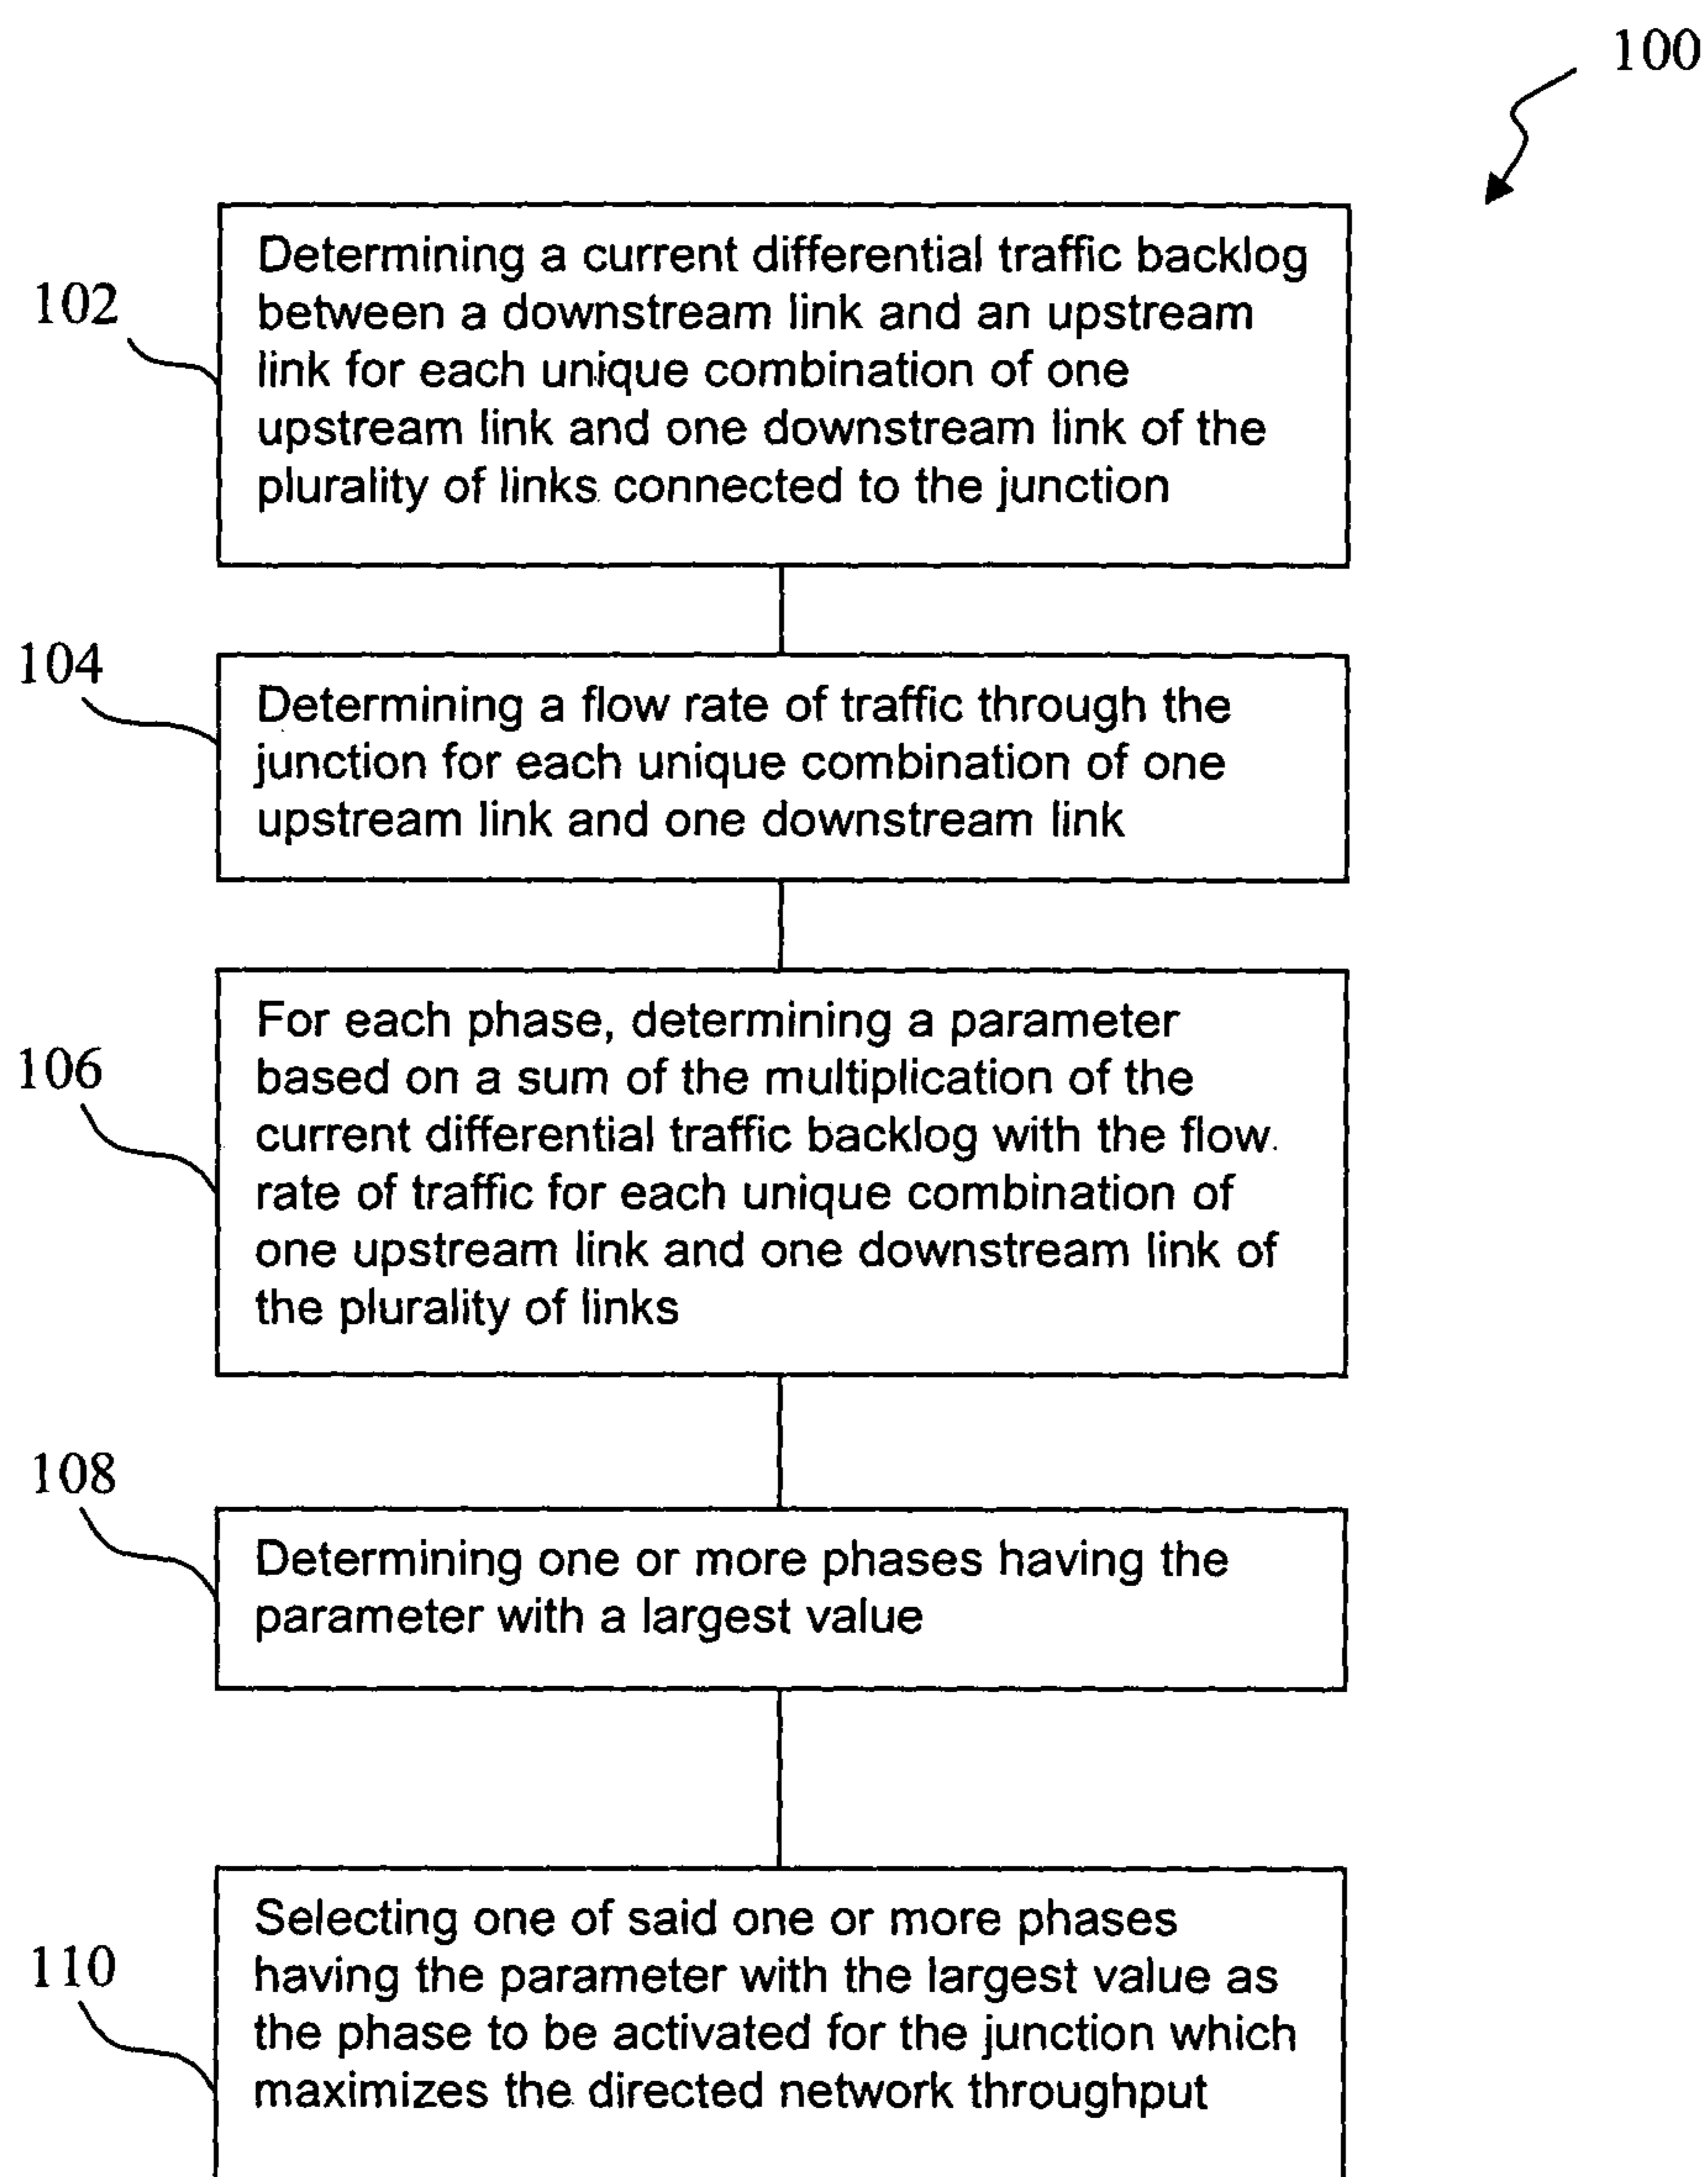 100
102
Determining a current differential traffic backlog
between a downstream link and an upstream
link for each unique combination of one
upstream link and one downstream link of the
plurality of links connected to the junction
104
Determining a flow rate of traffic through the
junction for each unique combination of one
upstream link and one downstream link
106
For each phase, determining a parameter
based on a sum of the multiplication of the
current differential traffic backlog with the flow
rate of traffic for each unique combination of
one upstream link and one downstream link of
the plurality of links
108
Determining one or more phases having the
parameter with a largest value
110
Selecting one of said one or more phases
having the parameter with the largest value as
the phase to be activated for the junction which
maximizes the directed network throughput